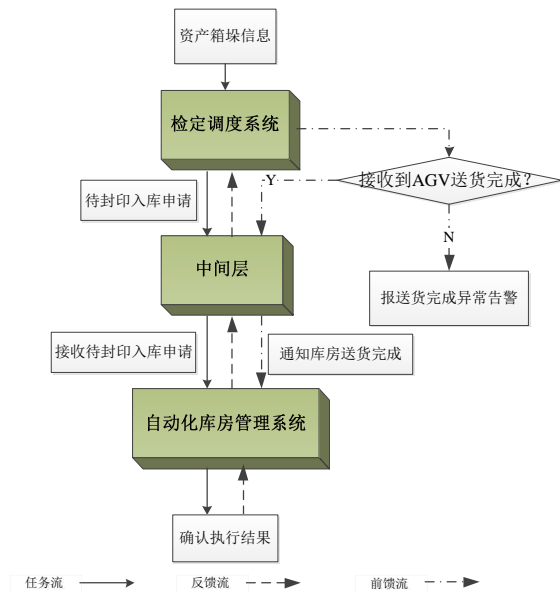 资产箱垛信息
检定调度系统
接收到AGV送货完成？
Y
待封印入库申请
N
中间层
报送货完成异常告警
接收待封印入库申请
通知库房送货完成
自动化库房管理系统
确认执行结果
任务流
反馈流
前馈流